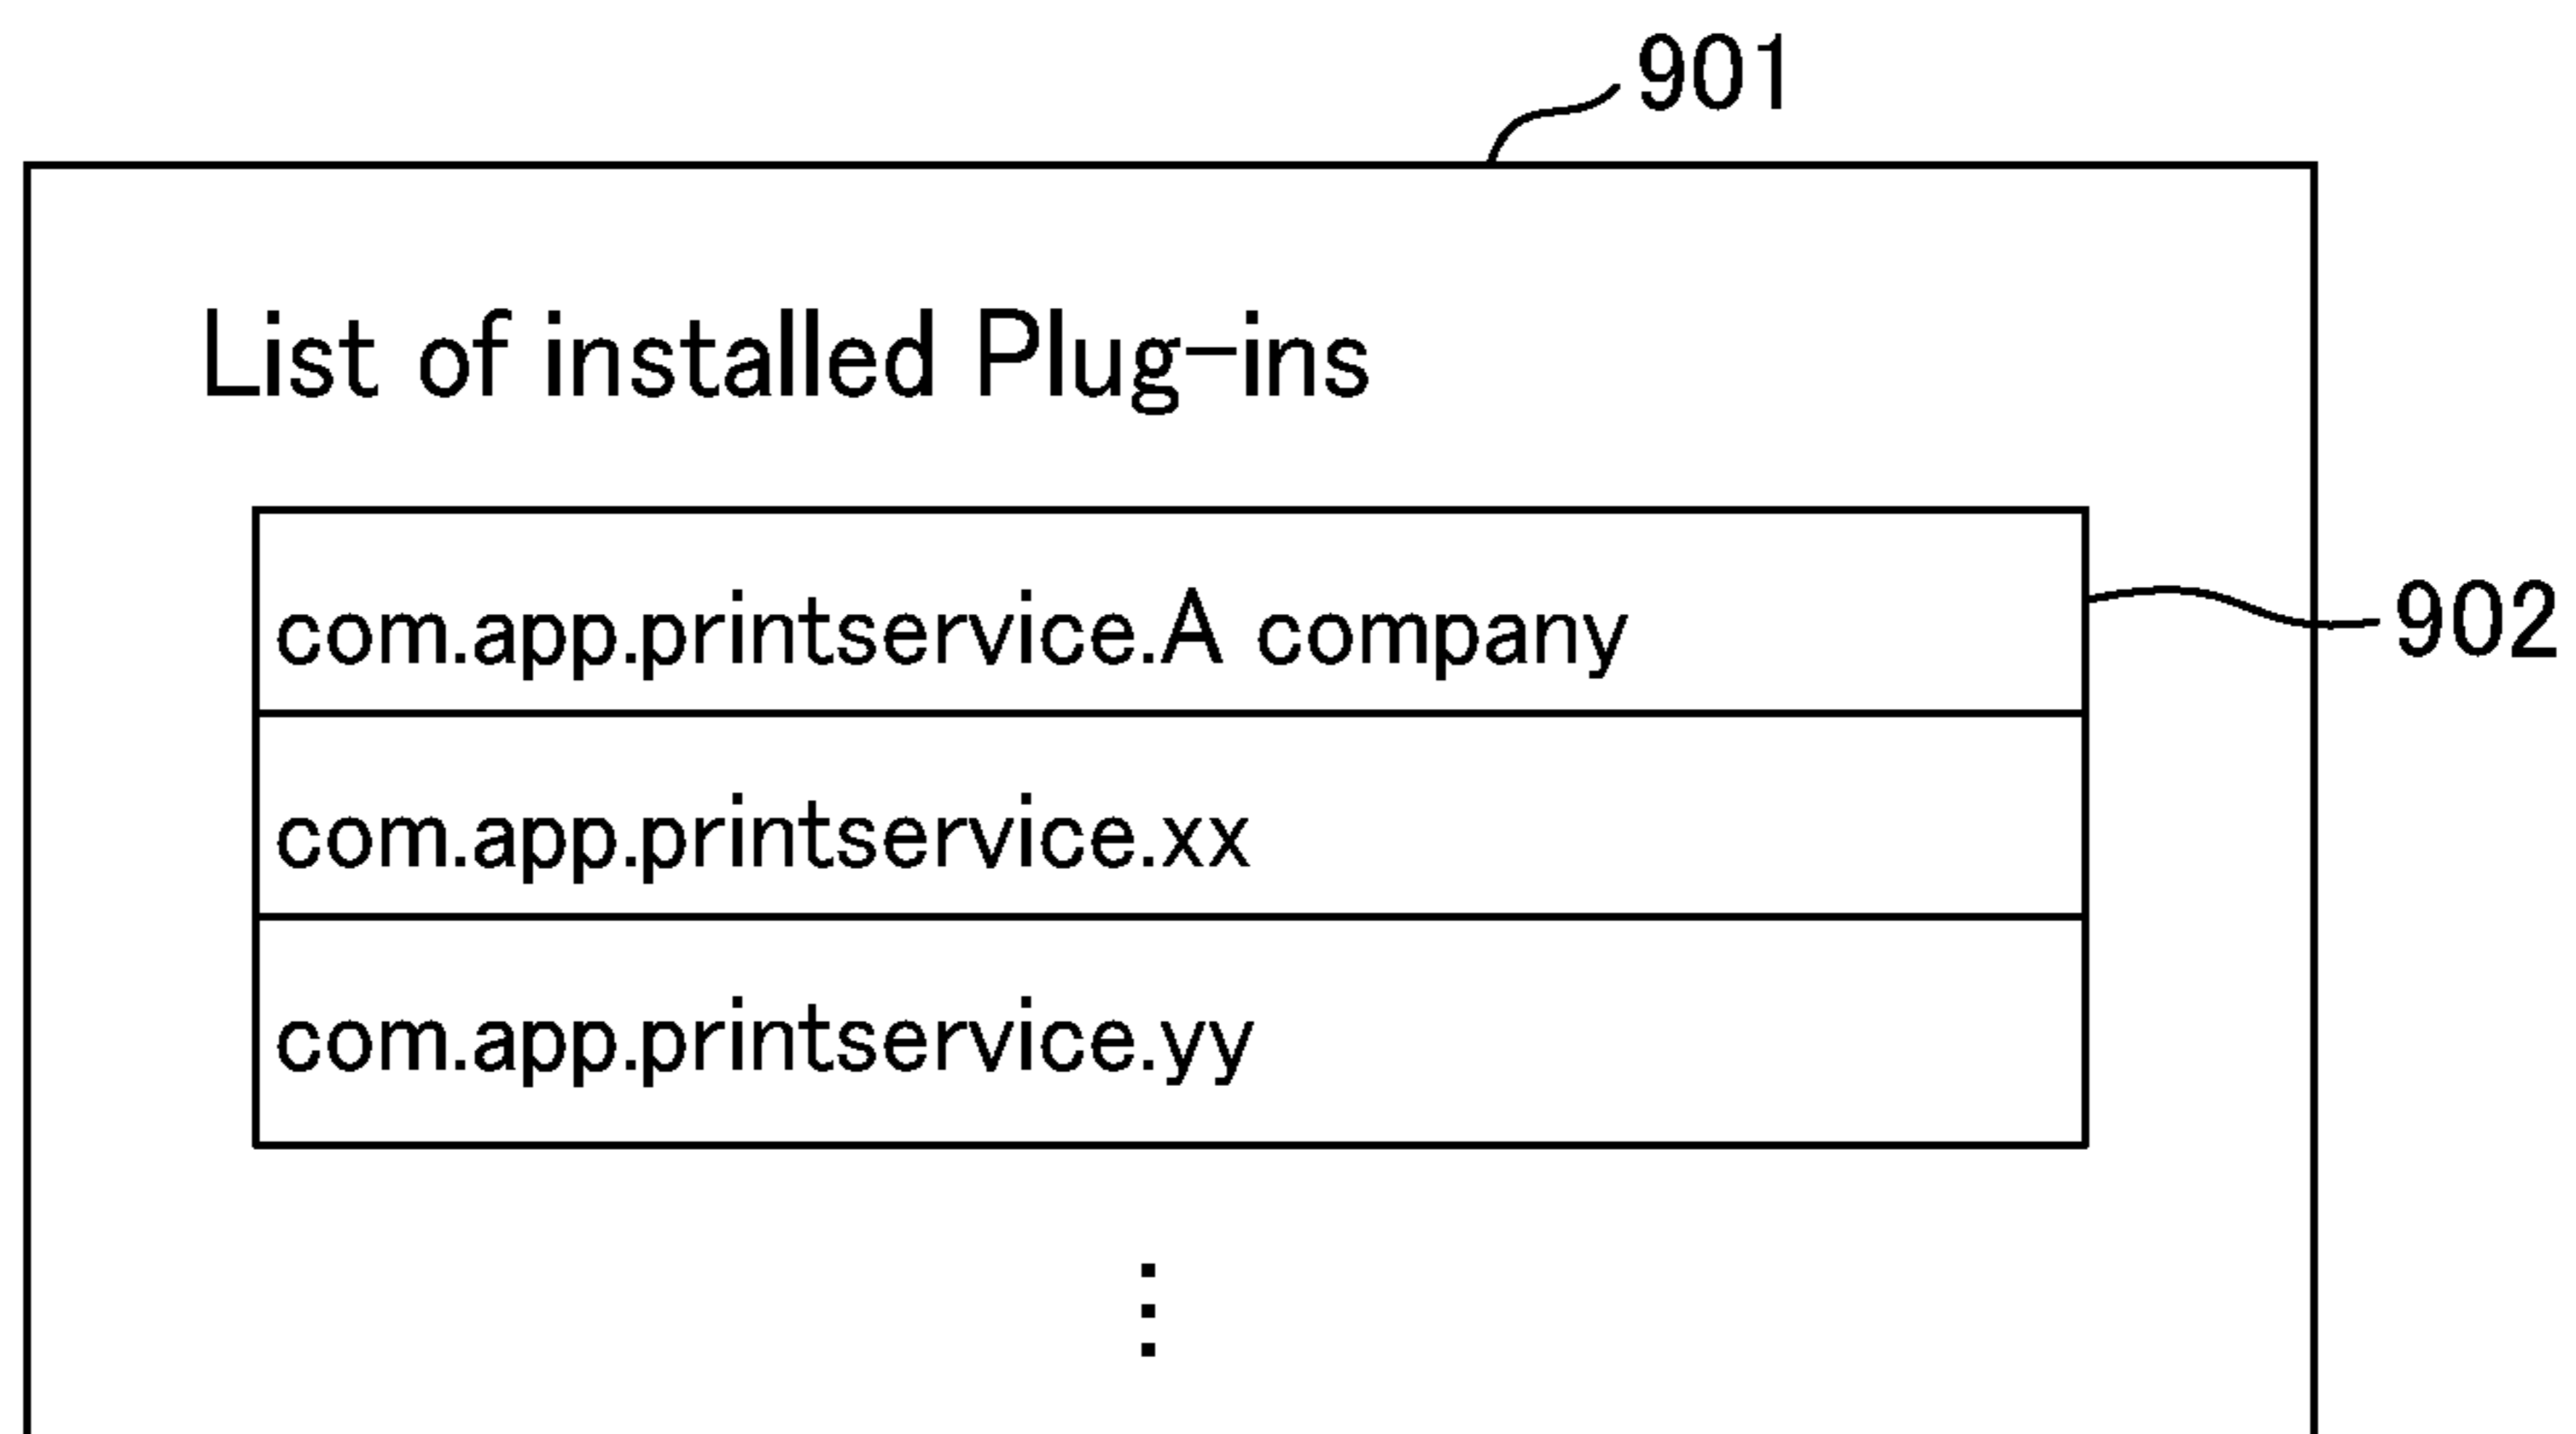 901
List of installed Plug-ins
com.app.printservice.A company
902
com.app.printservice.xx
com.app.printservice.yy